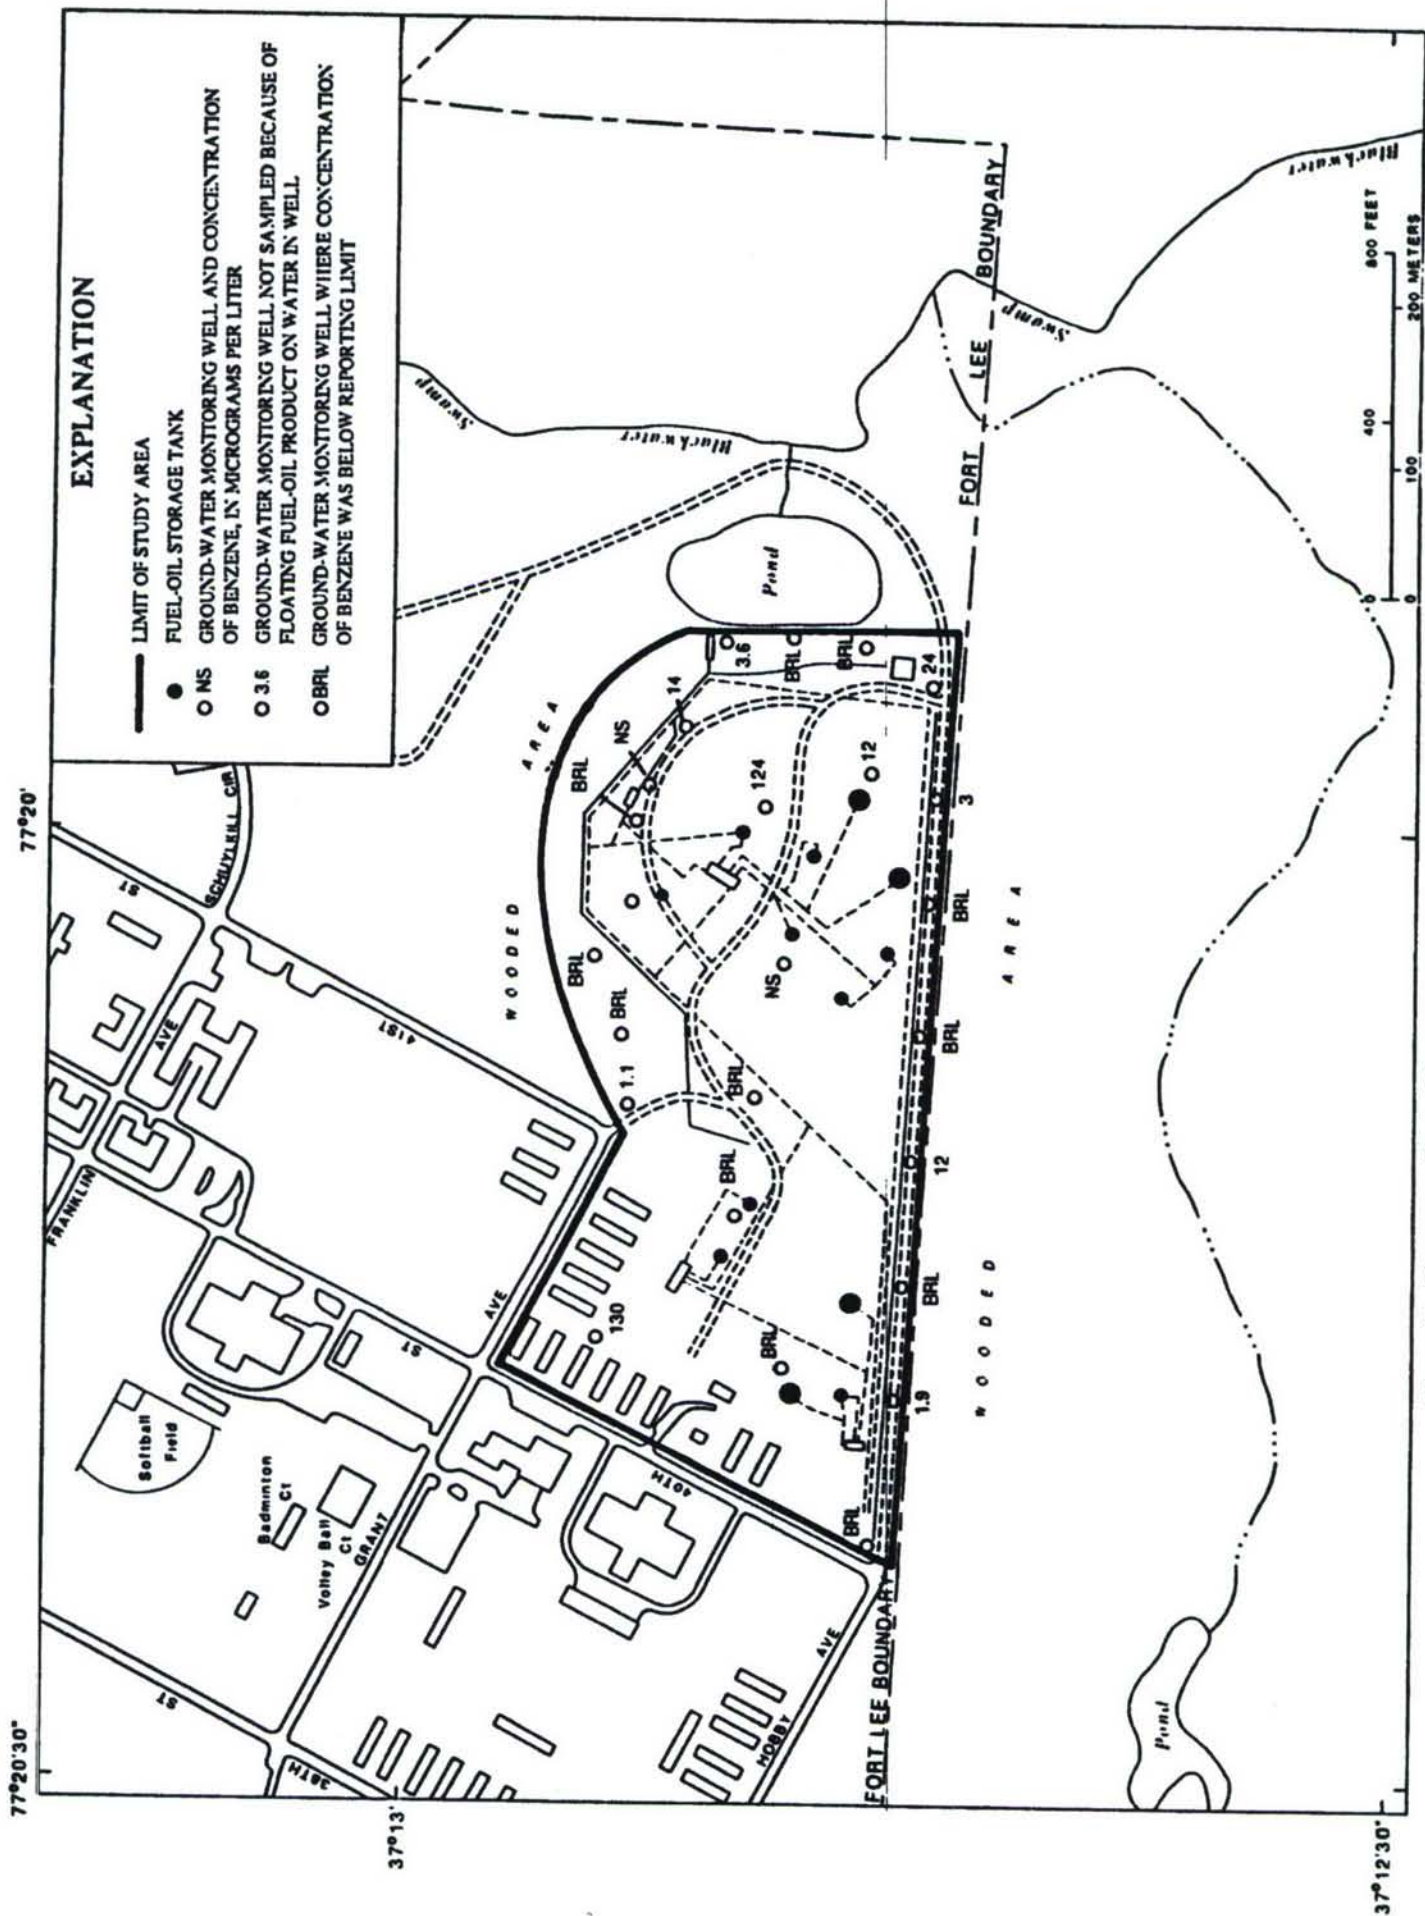 77°20'30"
77°20'
EXPLANATION
LIMIT OF STUDY AREA
FUEL-OIL STORAGE TANK
NS GROUND-WATER MONITORING WELL AND CONCENTRATION
OF BENZENE, IN MICROGRAMS PER LITER
3.6 GROUND-WATER MONITORING WELL NOT SAMPLED BECAUSE OF
FLOATING FUEL-OIL PRODUCT ON WATER IN WELL
BRL GROUND-WATER MONITORING WELL WHERE CONCENTRATION
OF BENZENE WAS BELOW REPORTING LIMIT
37°13'
37°12'30"
FRANKLIN
AVE
ST
SCHUYLKILL CIR
41ST
ST
AVE
Softball
Field
Badminton
Ct
Volley Ball
Ct
GRANT
ST
38TH
40TH
HOBBY
AVE
WOODED
AREA
Swamp
Blackwater
Pond
130
1.1
BRL
BRL
BRL
NS
14
3.6
BRL
BRL
24
124
12
NS
BRL
BRL
BRL
BRL
1.9
BRL
12
BRL
BRL
3
FORT LEE BOUNDARY
FORT LEE BOUNDARY
WOODED
AREA
Swamp
Blackwater
Pond
0 400 800 FEET
0 100 200 METERS